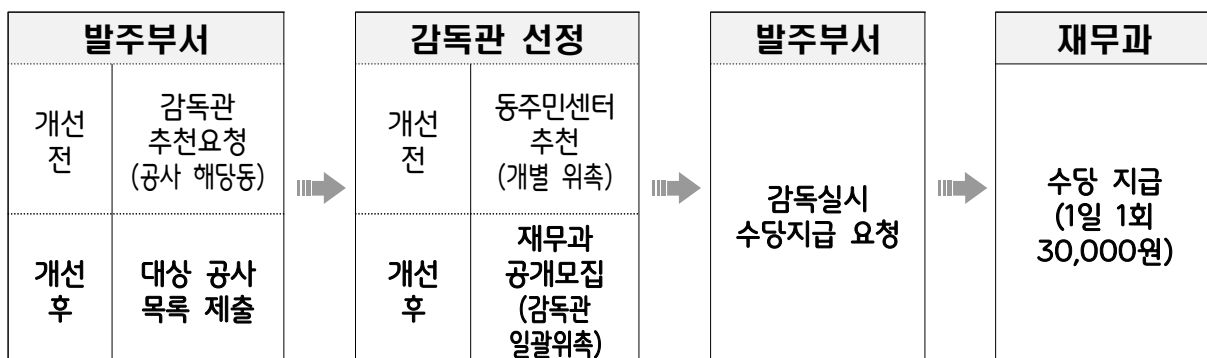 발주부서
개선
전
감독관
추천요청
(공사 해당동)
개선
후
대상 공사
목록 제출
감독관 선정
개선
전
동주민센터
추천
(개별 위촉)
개선
후
재무과
공개모집
(감독관
일괄위촉)
발주부서
감독실시
수당지급 요청
재무과
수당 지급
(1일 1회
30,000원)